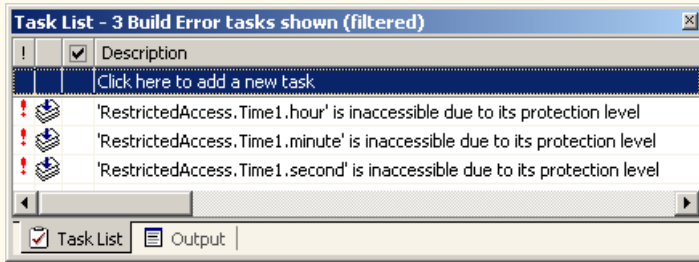 Task List - 3 Build Error tasks shown (filtered)
! Description
Click here to add a new task
! 'RestrictedAccess.Time1.hour' is inaccessible due to its protection level
! 'RestrictedAccess.Time1.minute' is inaccessible due to its protection level
! 'RestrictedAccess.Time1.second' is inaccessible due to its protection level
Task List Output